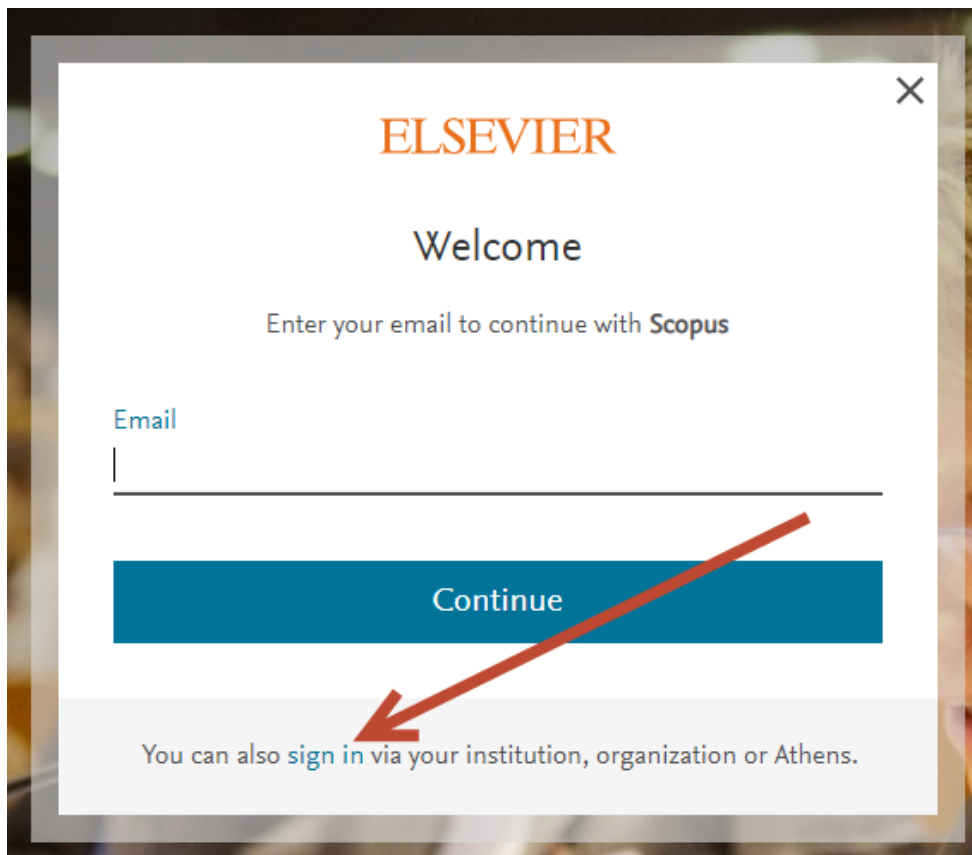 ELSEVIER
Welcome
Enter your email to continue with Scopus
Email
Continue
You can also sign in via your institution, organization or Athens.